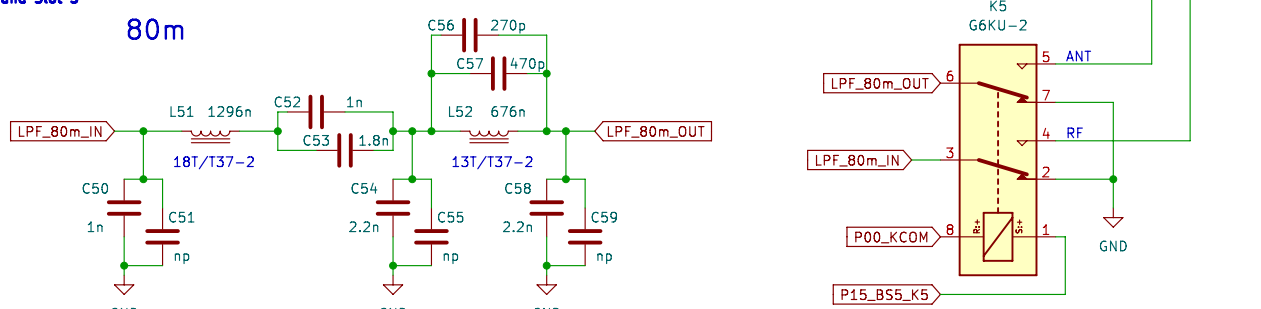 80m
C56 270p
C57 470p
L51 1296n
C52 1n
L52 676n
LPF_80m_IN
C53 1.8n
LPF_80m_OUT
18T/T37-2
13T/T37-2
C50
C51
1n
np
C54
C55
2.2n
np
C58
C59
2.2n
np
K5
G6KU-2
5 ANT
LPF_80m_OUT 6
7
4 RF
LPF_80m_IN 3
2
R:+ S:+
P00_KCOM 8
1
GND
P15_BS5_K5